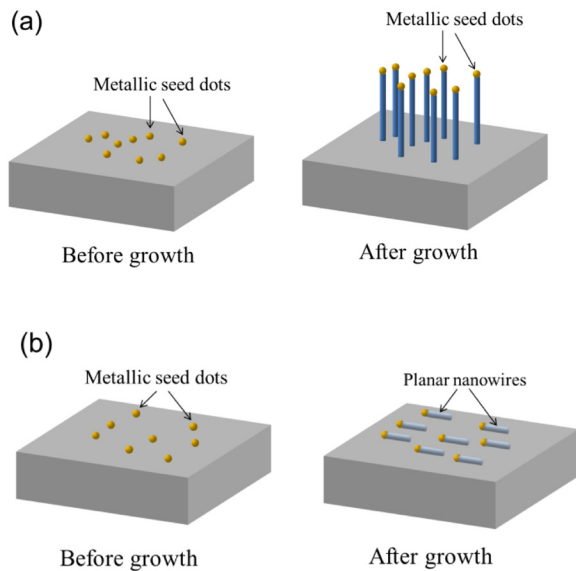 (a)
Metallic seed dots
Metallic seed dots
Before growth
After growth
(b)
Metallic seed dots
Planar nanowires
Before growth
After growth